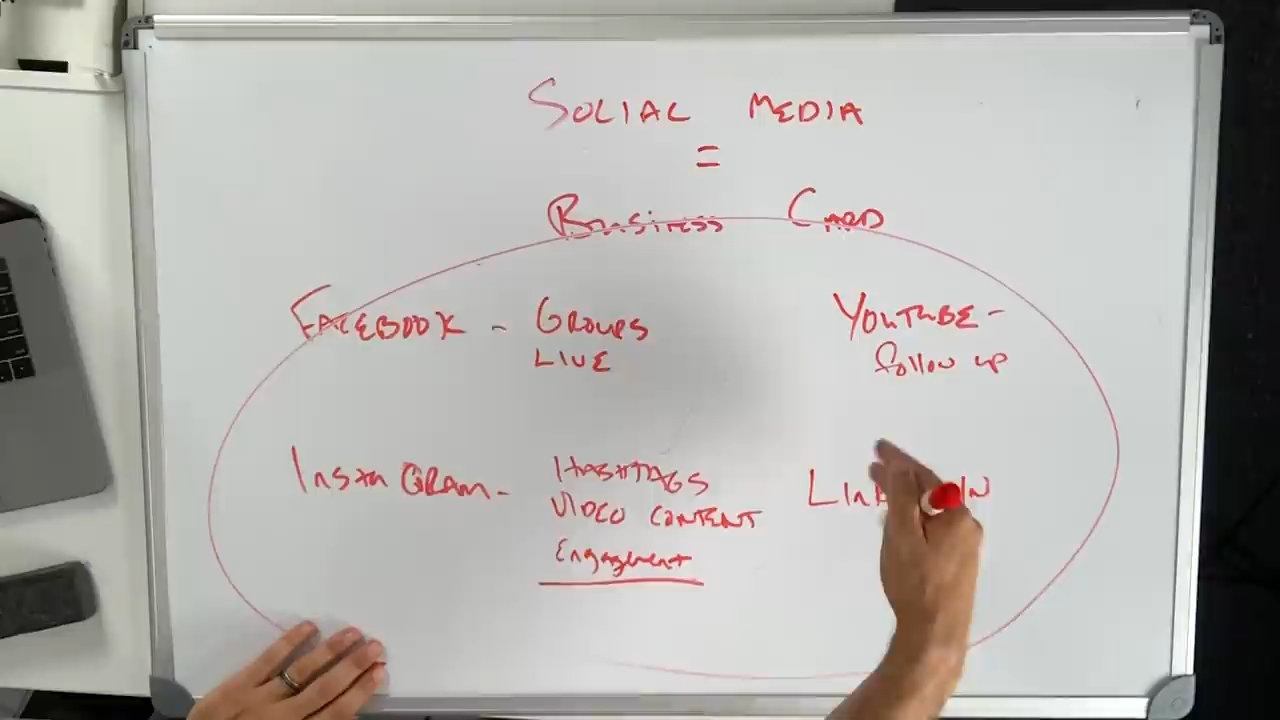 SOCIAL MEDIA
=
Business Card
FACEBOOK - GROUPS
LIVE
YOUTUBE -
follow up
INSTAGRAM - HASHTAGS
VIDEO CONTENT
Engagement